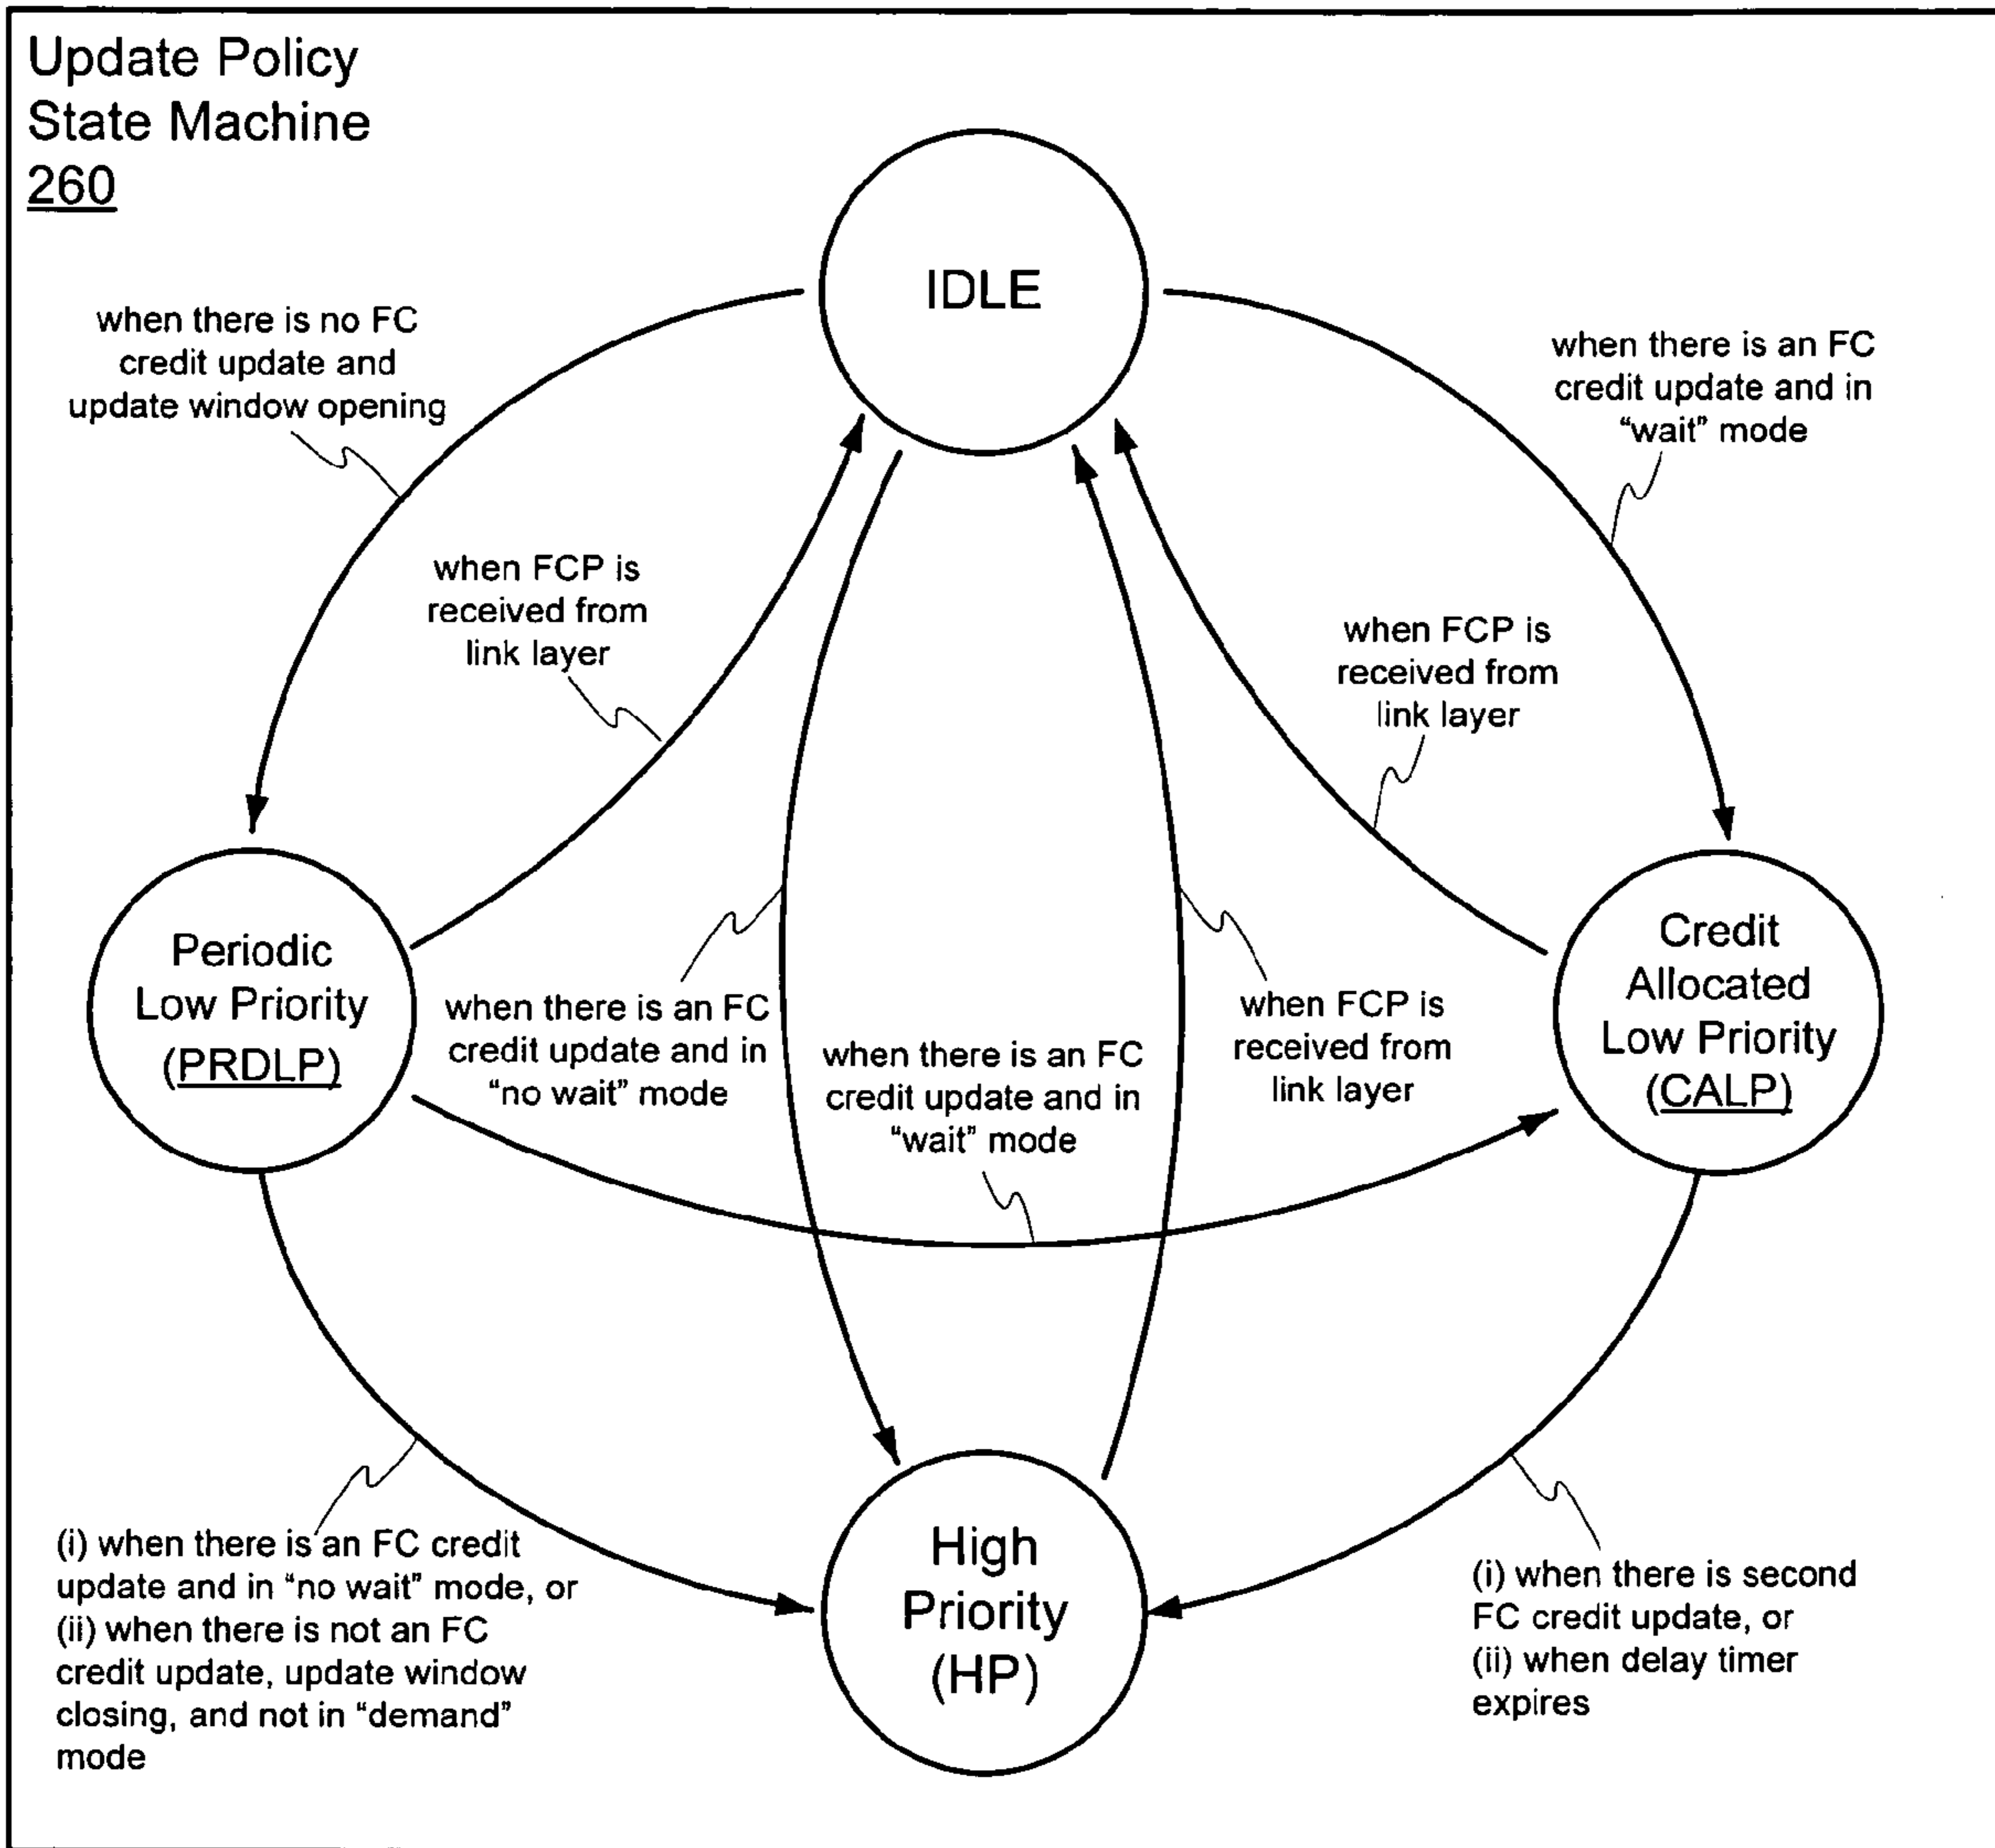 Update Policy
State Machine
260
IDLE
when there is no FC
credit update and
update window opening
when there is an FC
credit update and in
“wait” mode
when FCP is
received from
link layer
when FCP is
received from
link layer
Periodic
Low Priority
(PRDLP)
Credit
Allocated
Low Priority
(CALP)
when there is an FC
credit update and in
“no wait” mode
when there is an FC
credit update and in
“wait” mode
when FCP is
received from
link layer
(i) when there is an FC credit
update and in “no wait” mode, or
(ii) when there is not an FC
credit update, update window
closing, and not in “demand”
mode
High
Priority
(HP)
(i) when there is second
FC credit update, or
(ii) when delay timer
expires